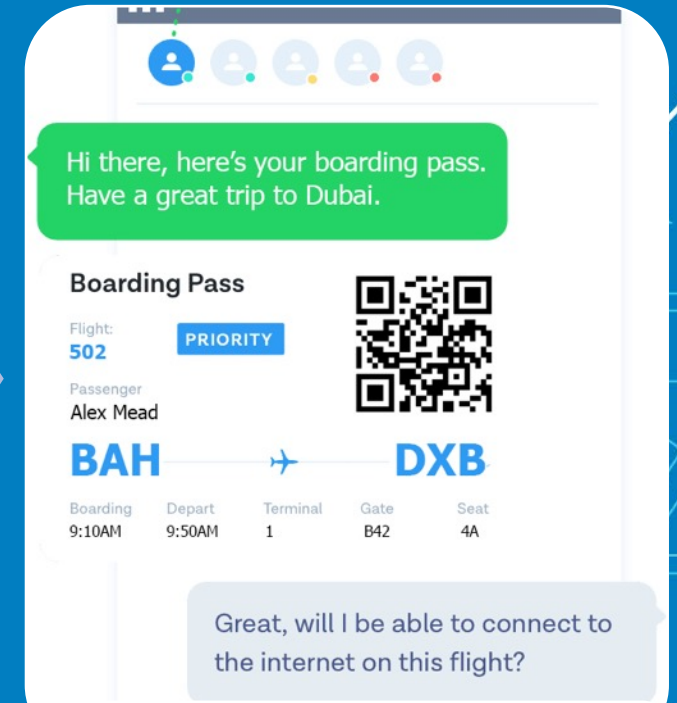 Hi there, here's your boarding pass.
Have a great trip to Dubai.
Boarding Pass
Flight:
502
PRIORITY
Passenger
Alex Mead
BAH DXB
Boarding Depart Terminal Gate Seat
9:10AM 9:50AM 1 B42 4A
Great, will I be able to connect to
the internet on this flight?